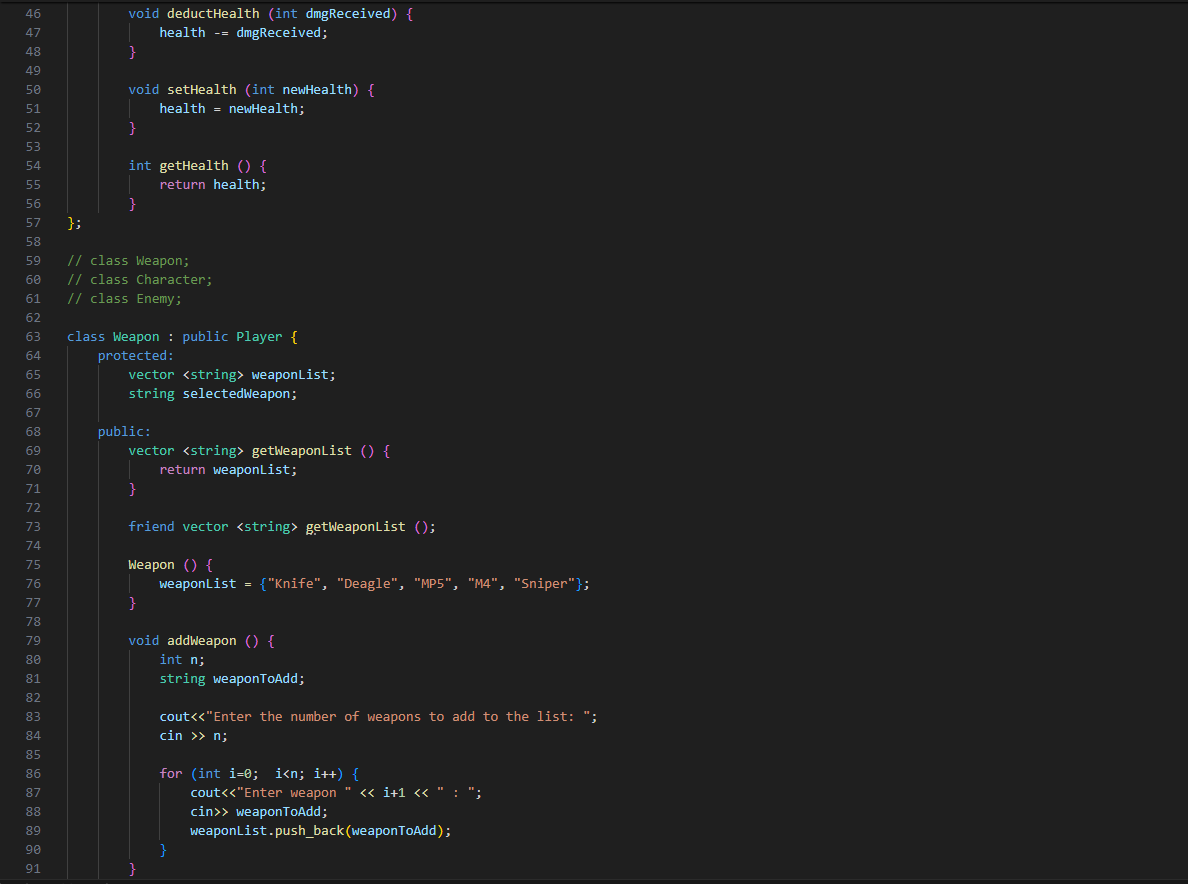 46 void deductHealth (int dmgReceived) {
47 health -= dmgReceived;
48 }
49
50 void setHealth (int newHealth) {
51 health = newHealth;
52 }
53
54 int getHealth () {
55 return health;
56 }
57 };
58
59 // class Weapon;
60 // class Character;
61 // class Enemy;
62
63 class Weapon : public Player {
64 protected:
65 vector <string> weaponList;
66 string selectedWeapon;
67
68 public:
69 vector <string> getWeaponList () {
70 return weaponList;
71 }
72
73 friend vector <string> getWeaponList ();
74
75 Weapon () {
76 weaponList = {"Knife", "Deagle", "MP5", "M4", "Sniper"};
77 }
78
79 void addWeapon () {
80 int n;
81 string weaponToAdd;
82
83 cout<<"Enter the number of weapons to add to the list: ";
84 cin >> n;
85
86 for (int i=0;  i<n; i++) {
87 cout<<"Enter weapon " << i+1 << " : ";
88 cin>> weaponToAdd;
89 weaponList.push_back(weaponToAdd);
90 }
91 }